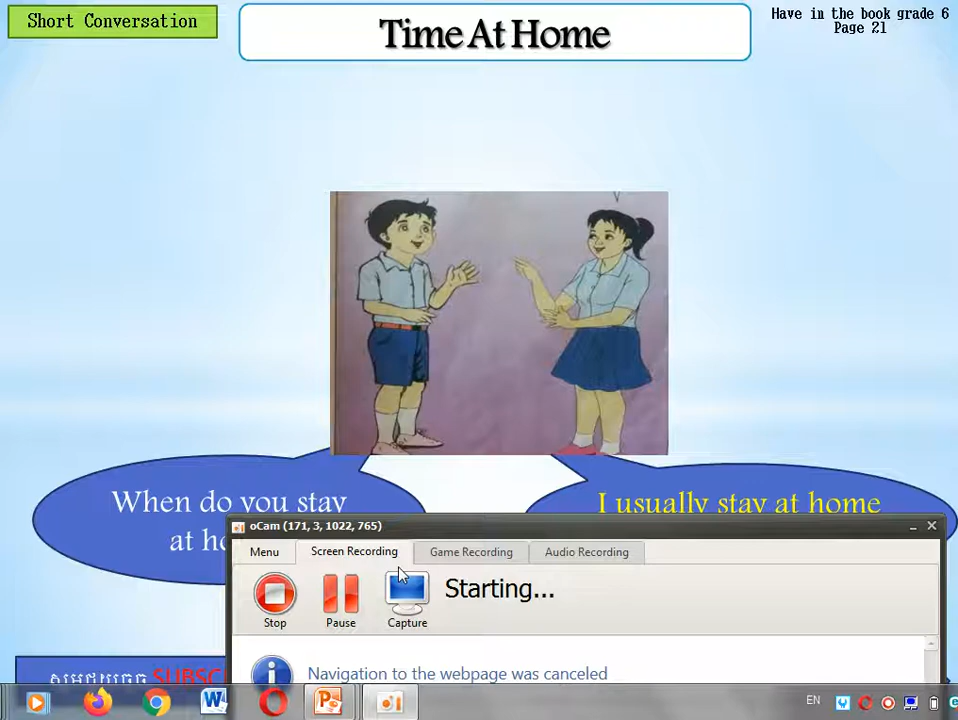 Short Conversation
Time At Home
Have in the book grade 6
Page 21
When do you stay
at
I usually stay at home
oCam (171, 3, 1022, 765)
Menu
Screen Recording
Game Recording
Audio Recording
Stop
Pause
Capture
Starting...
Navigation to the webpage was canceled
EN